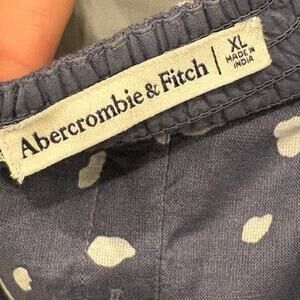 Abercrombie & Fitch
XL
MADE IN
INDIA